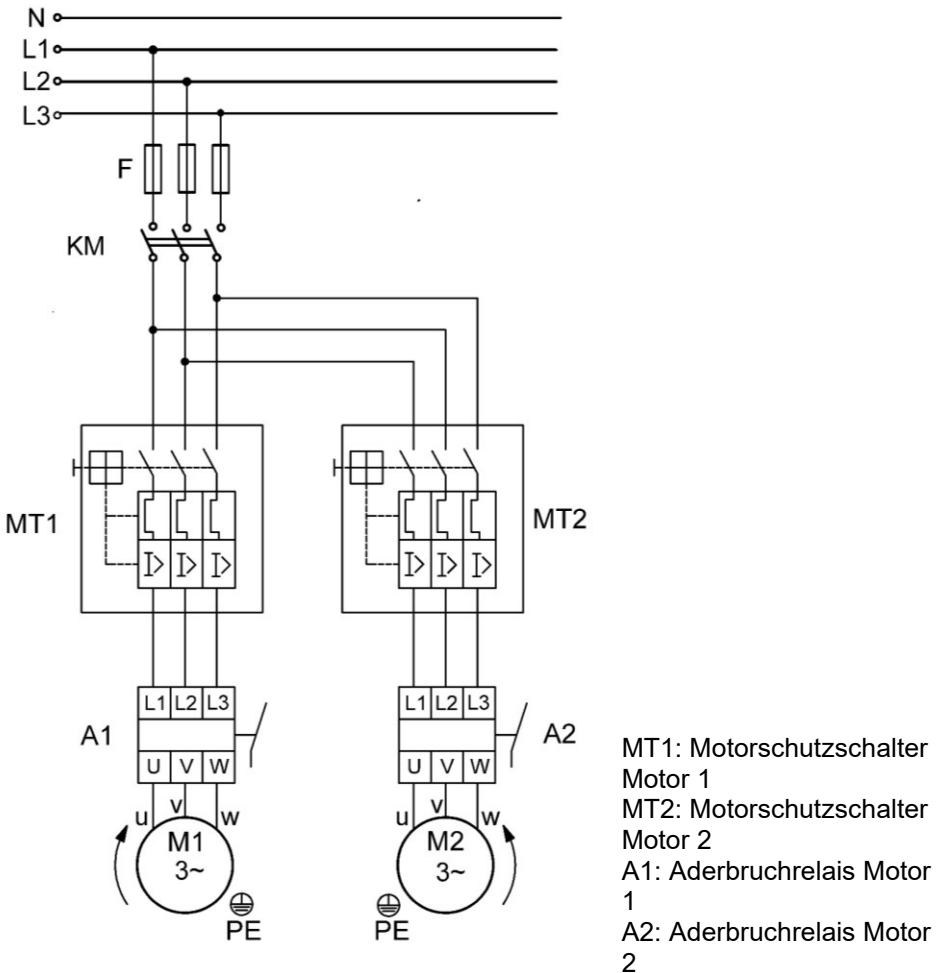 N
L1
L2
L3
F
KM
MT1
MT2
I> I> I>
I> I> I>
L1 L2 L3
L1 L2 L3
A1
A2
U V W
U V W
u v w
u v w
M1
3~
M2
3~
PE
PE
MT1: Motorschutzschalter
Motor 1
MT2: Motorschutzschalter
Motor 2
A1: Aderbruchrelais Motor
1
A2: Aderbruchrelais Motor
2